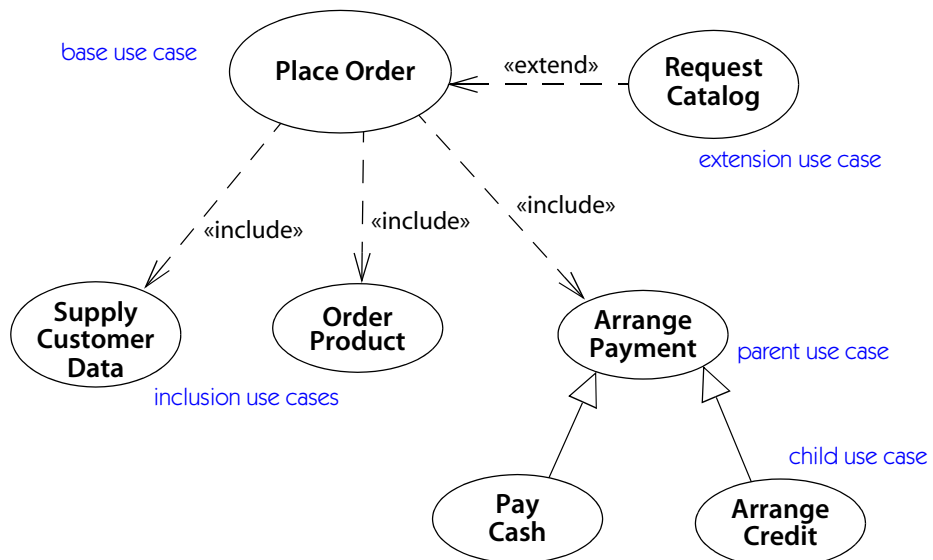 base use case
Place Order
«extend»
Request
Catalog
extension use case
«include»
«include»
«include»
Supply
Customer
Data
Order
Product
Arrange
Payment
parent use case
inclusion use cases
child use case
Pay
Cash
Arrange
Credit